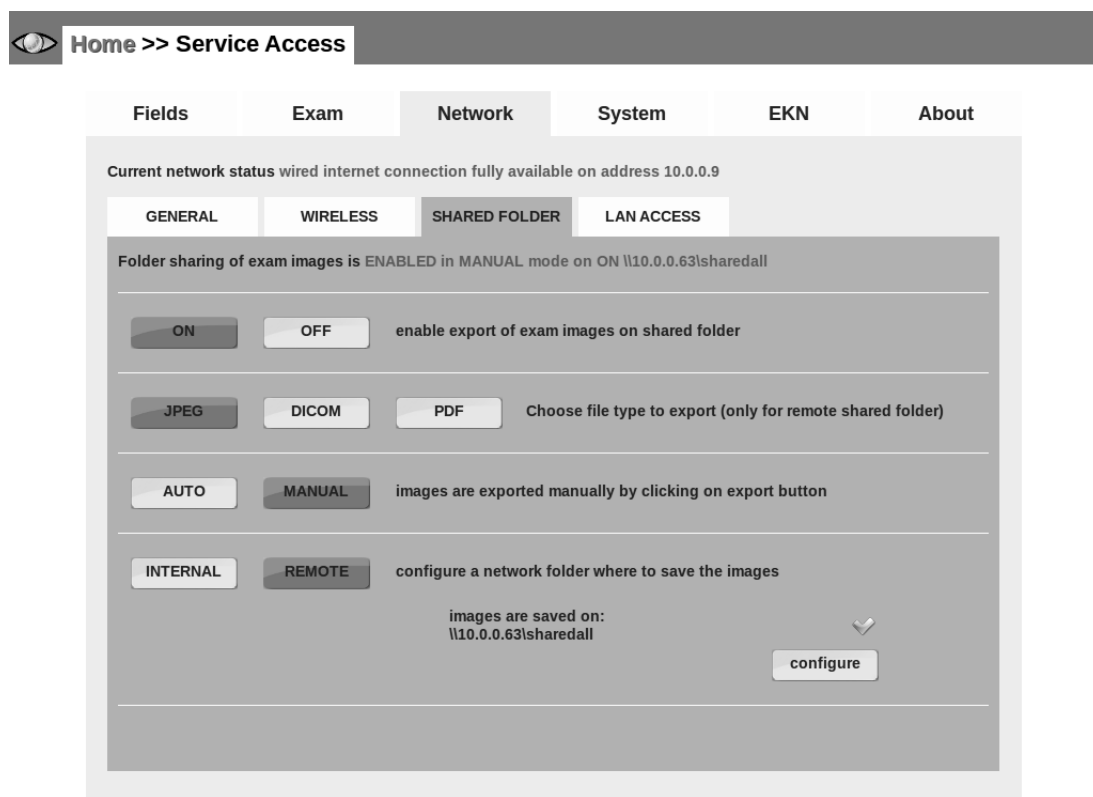 Home >> Service Access
Fields Exam Network System EKN About
Current network status wired internet connection fully available on address 10.0.0.9
GENERAL WIRELESS SHARED FOLDER LAN ACCESS
Folder sharing of exam images is ENABLED in MANUAL mode on ON \\10.0.0.63\sharedall
ON OFF enable export of exam images on shared folder
JPEG DICOM PDF Choose file type to export (only for remote shared folder)
AUTO MANUAL images are exported manually by clicking on export button
INTERNAL REMOTE configure a network folder where to save the images
images are saved on:
\\10.0.0.63\sharedall
configure